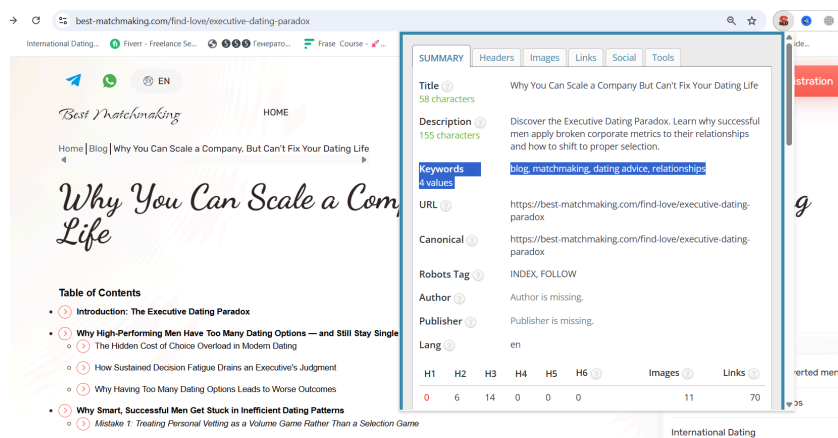 best-matchmaking.com/find-love/executive-dating-paradox
International Dating...
Fiverr - Freelance Se...
Генерато...
Frase Course - 🚀...
ide...
EN
Best Matchmaking
HOME
Home | Blog | Why You Can Scale a Company, But Can't Fix Your Dating Life
Why You Can Scale a Com
g
Life
Table of Contents
Introduction: The Executive Dating Paradox
Why High-Performing Men Have Too Many Dating Options — and Still Stay Single
The Hidden Cost of Choice Overload in Modern Dating
How Sustained Decision Fatigue Drains an Executive's Judgment
Why Having Too Many Dating Options Leads to Worse Outcomes
Why Smart, Successful Men Get Stuck in Inefficient Dating Patterns
Mistake 1: Treating Personal Vetting as a Volume Game Rather Than a Selection Game
SUMMARY Headers Images Links Social Tools
Title
58 characters
Why You Can Scale a Company But Can't Fix Your Dating Life
Description
155 characters
Discover the Executive Dating Paradox. Learn why successful
men apply broken corporate metrics to their relationships
and how to shift to proper selection.
Keywords
4 values
blog, matchmaking, dating advice, relationships
URL
https://best-matchmaking.com/find-love/executive-dating-
paradox
Canonical
https://best-matchmaking.com/find-love/executive-dating-
paradox
Robots Tag
INDEX, FOLLOW
Author
Author is missing.
Publisher
Publisher is missing.
Lang
en
H1 H2 H3 H4 H5 H6 Images Links
0 6 14 0 0 0 11 70
istration
verted men
os
International Dating